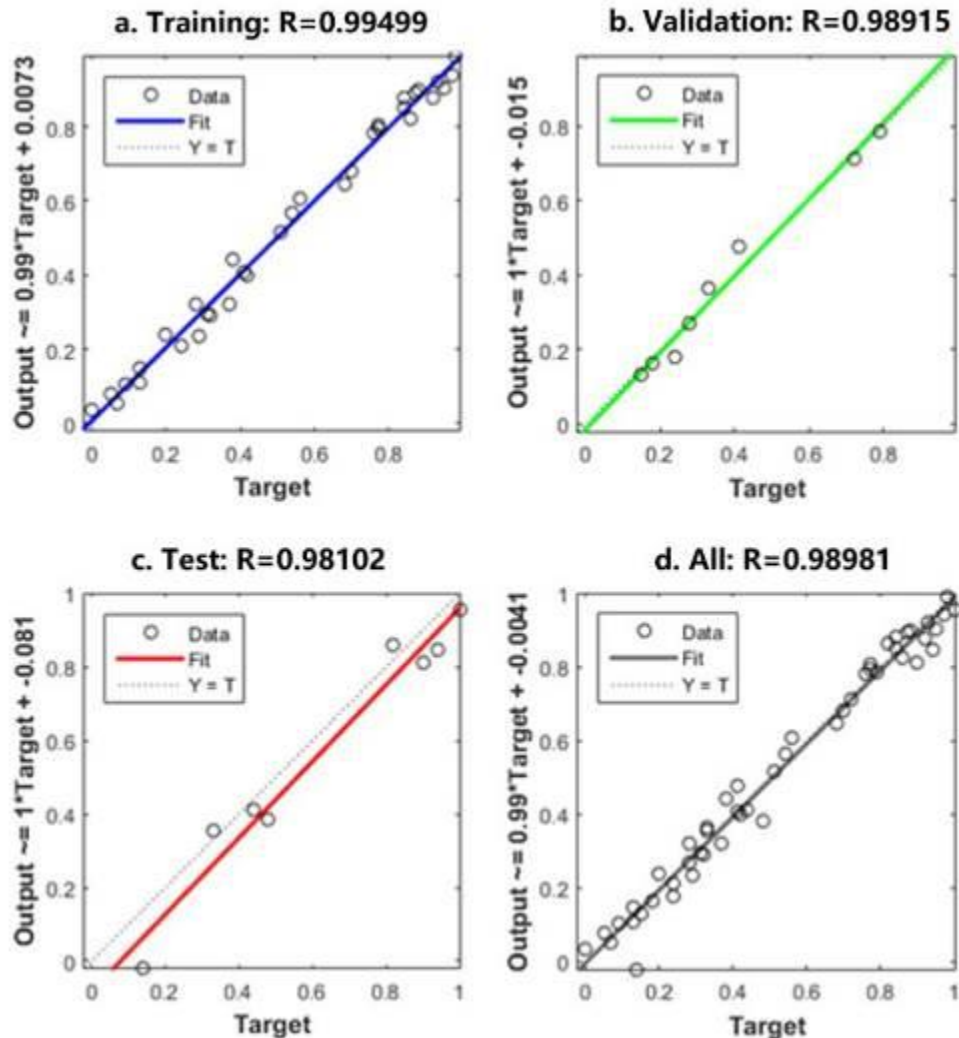 a. Training: R=0.99499
Output ~= 0.99*Target + 0.0073
Data
Fit
Y = T
0.8
0.6
0.4
0.2
0
0 0.2 0.4 0.6 0.8
Target
b. Validation: R=0.98915
Output ~= 1*Target + -0.015
Data
Fit
Y = T
0.8
0.6
0.4
0.2
0
0 0.2 0.4 0.6 0.8
Target
c. Test: R=0.98102
Output ~= 1*Target + -0.081
Data
Fit
Y = T
1
0.8
0.6
0.4
0.2
0
0 0.2 0.4 0.6 0.8 1
Target
d. All: R=0.98981
Output ~= 0.99*Target + -0.0041
Data
Fit
Y = T
1
0.8
0.6
0.4
0.2
0
0 0.2 0.4 0.6 0.8 1
Target